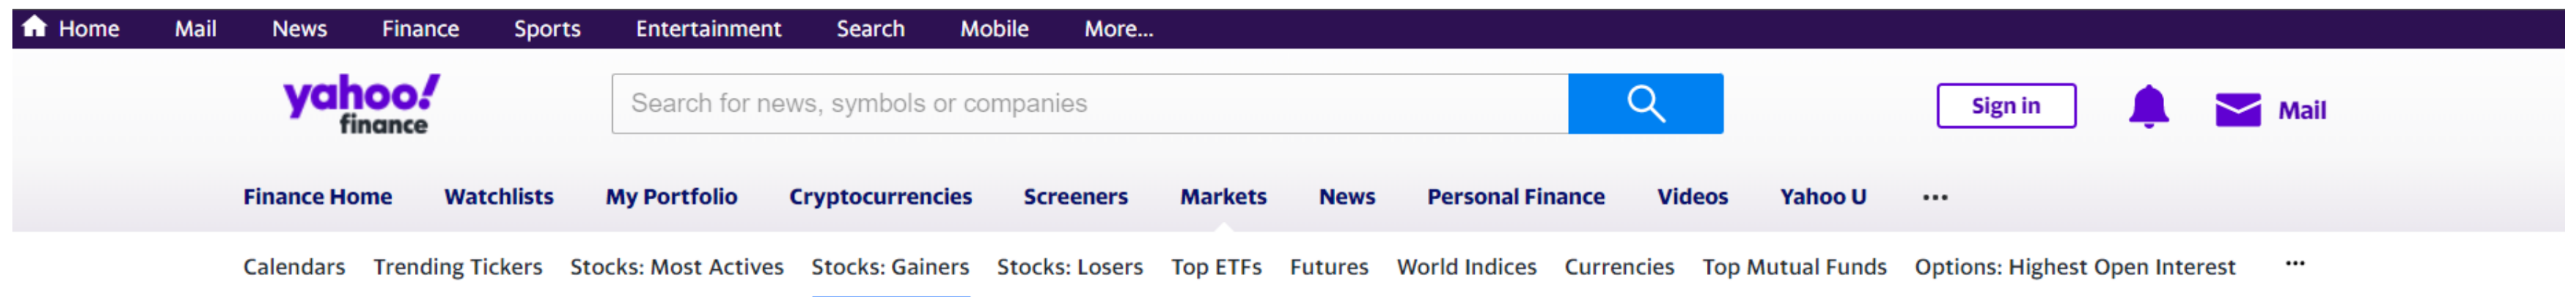 Home Mail News Finance Sports Entertainment Search Mobile More...
yahoo!
finance
Search for news, symbols or companies
Sign in
Mail
Finance Home Watchlists My Portfolio Cryptocurrencies Screeners Markets News Personal Finance Videos Yahoo U ...
Calendars Trending Tickers Stocks: Most Actives Stocks: Gainers Stocks: Losers Top ETFs Futures World Indices Currencies Top Mutual Funds Options: Highest Open Interest ...